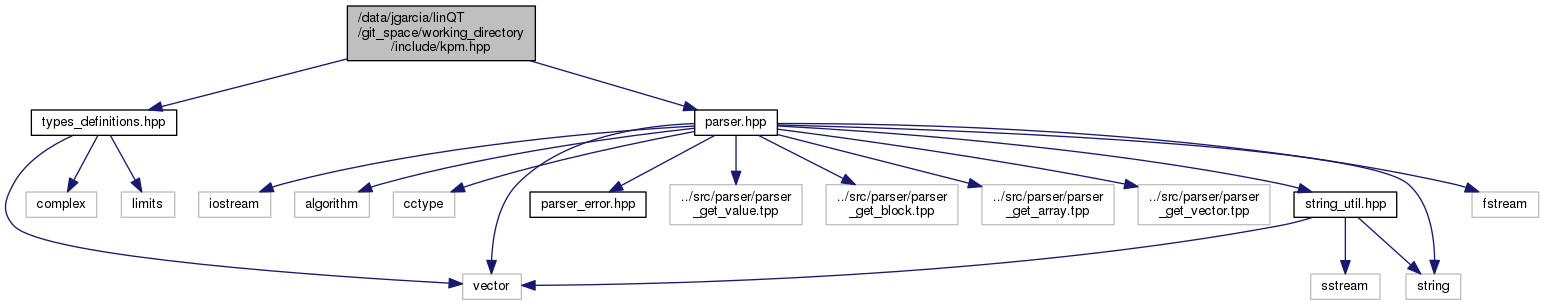 /data/jgarcia/linQT
/git_space/working_directory
/include/kpm.hpp
types_definitions.hpp
parser.hpp
complex
limits
iostream
algorithm
cctype
parser_error.hpp
../src/parser/parser
_get_value.tpp
../src/parser/parser
_get_block.tpp
../src/parser/parser
_get_array.tpp
../src/parser/parser
_get_vector.tpp
string_util.hpp
fstream
vector
sstream
string